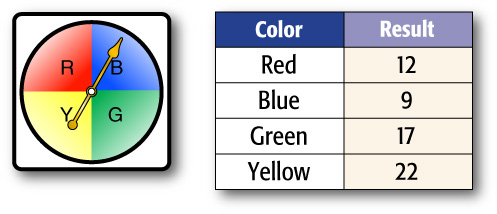 R B
Y G
Color Result
Red 12
Blue 9
Green 17
Yellow 22